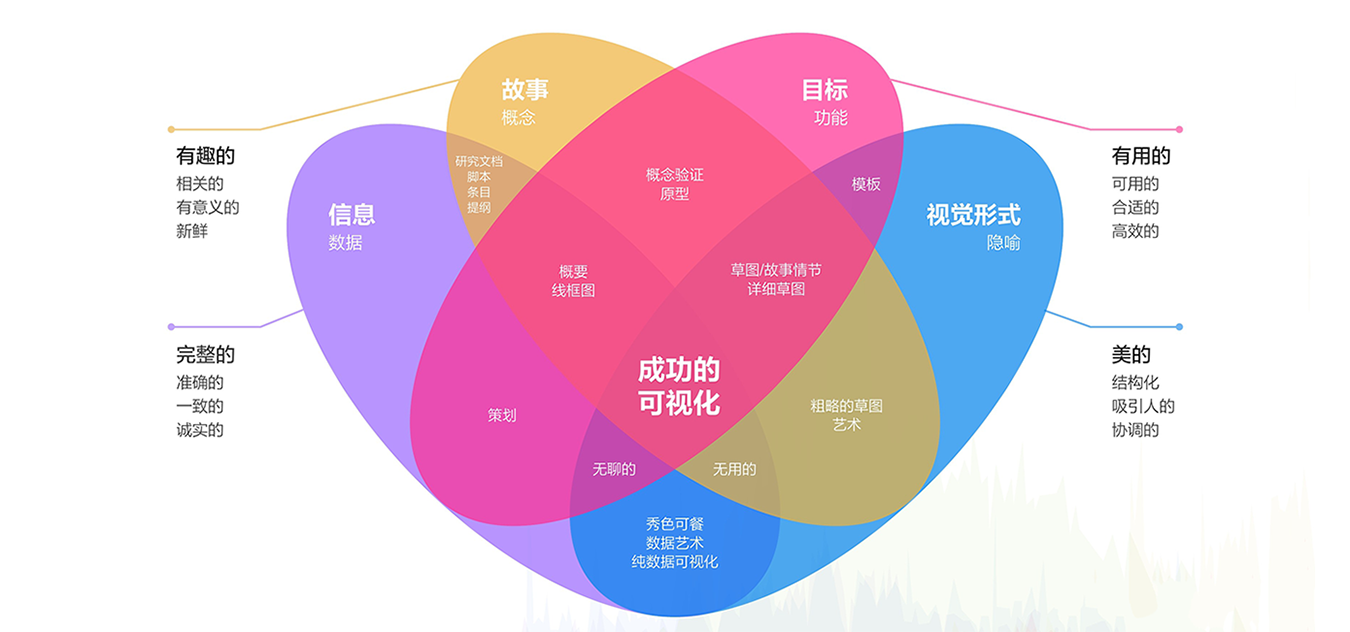 故事
概念
目标
功能
有趣的
相关的
有意义的
新鲜
研究文档
脚本
条目
提纲
概念验证
原型
模板
有用的
可用的
合适的
高效的
信息
数据
视觉形式
隐喻
概要
线框图
草图/故事情节
详细草图
完整的
准确的
一致的
诚实的
成功的
可视化
美的
结构化
吸引人的
协调的
策划
粗略的草图
艺术
无聊的
无用的
秀色可餐
数据艺术
纯数据可视化